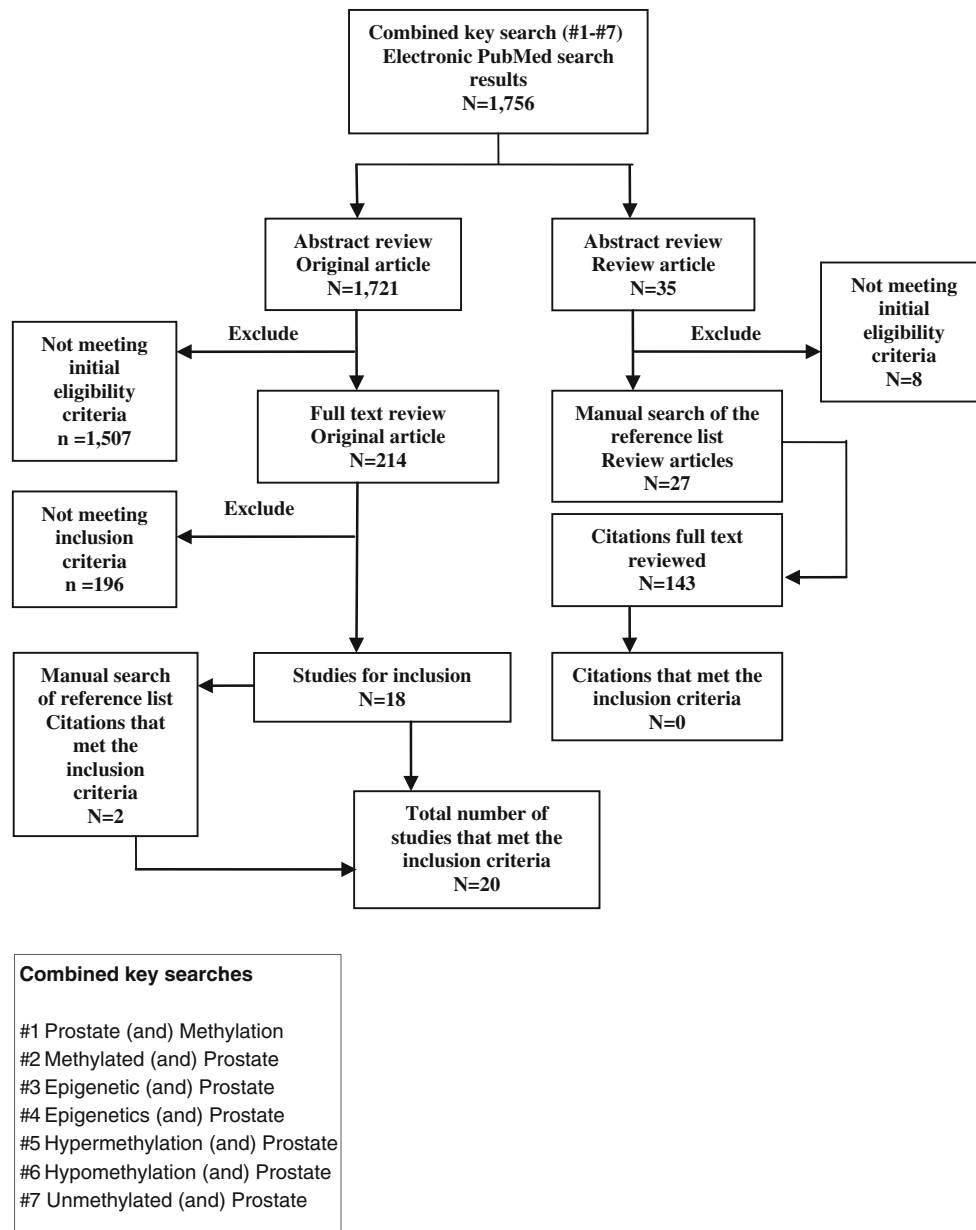 Combined key search (#1-#7)
Electronic PubMed search
results
N=1,756
Abstract review
Original article
N=1,721
Abstract review
Review article
N=35
Exclude
Not meeting
initial
eligibility
criteria
n =1,507
Exclude
Not meeting
initial
eligibility
criteria
N=8
Full text review
Original article
N=214
Manual search of the
reference list
Review articles
N=27
Exclude
Not meeting
inclusion
criteria
n =196
Citations full text
reviewed
N=143
Manual search
of reference list
Citations that
met the
inclusion
criteria
N=2
Studies for inclusion
N=18
Citations that met the
inclusion criteria
N=0
Total number of
studies that met the
inclusion criteria
N=20
Combined key searches
#1 Prostate (and) Methylation
#2 Methylated (and) Prostate
#3 Epigenetic (and) Prostate
#4 Epigenetics (and) Prostate
#5 Hypermethylation (and) Prostate
#6 Hypomethylation (and) Prostate
#7 Unmethylated (and) Prostate